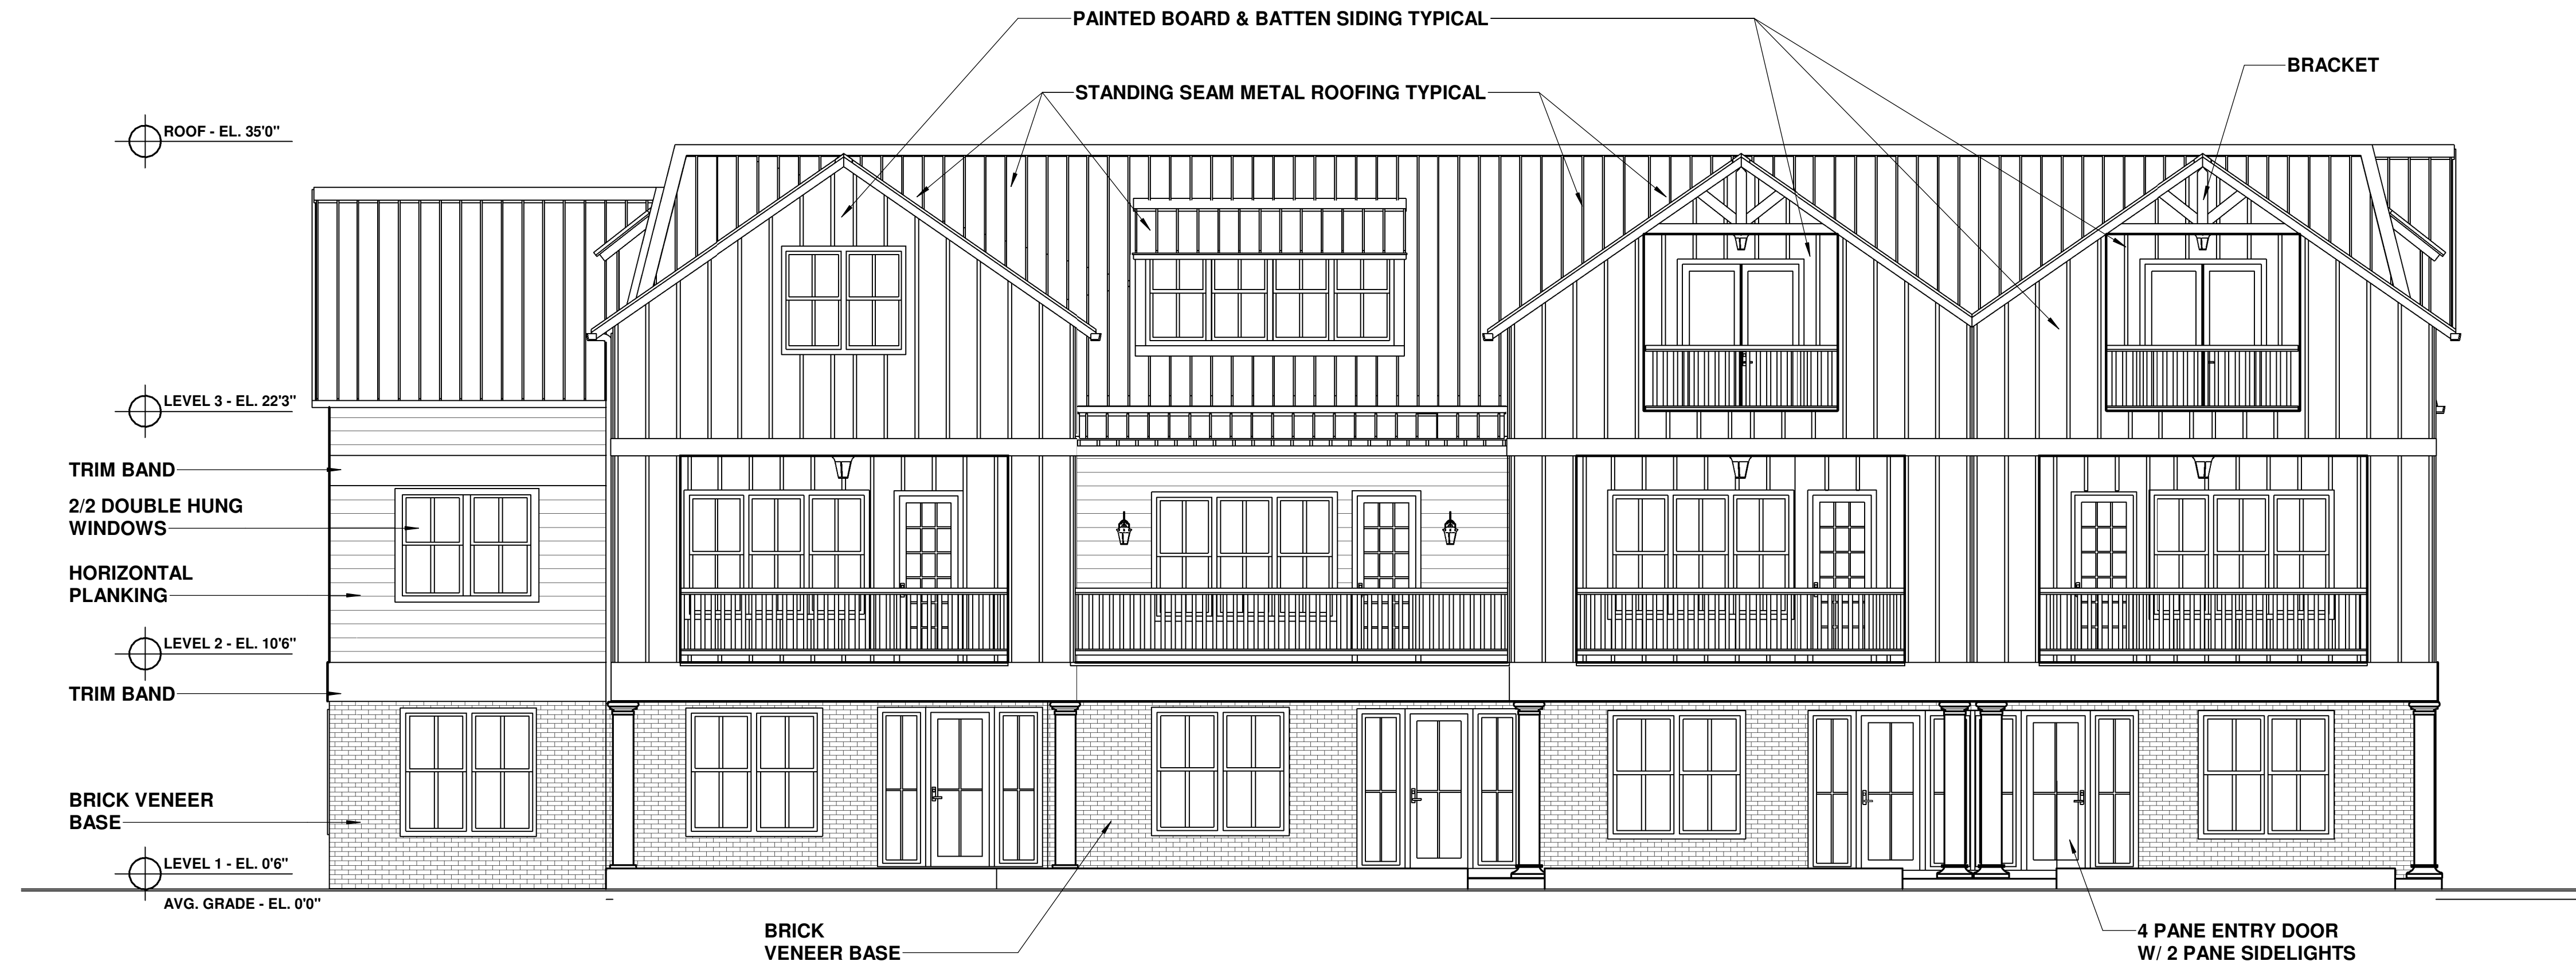 PAINTED BOARD & BATTEN SIDING TYPICAL
BRACKET
STANDING SEAM METAL ROOFING TYPICAL
ROOF - EL. 35'0"
LEVEL 3 - EL. 22'3"
TRIM BAND
2/2 DOUBLE HUNG
WINDOWS
HORIZONTAL
PLANKING
LEVEL 2 - EL. 10'6"
TRIM BAND
BRICK VENEER
BASE
LEVEL 1 - EL. 0'6"
AVG. GRADE - EL. 0'0"
BRICK
VENEER BASE
4 PANE ENTRY DOOR
W/ 2 PANE SIDELIGHTS